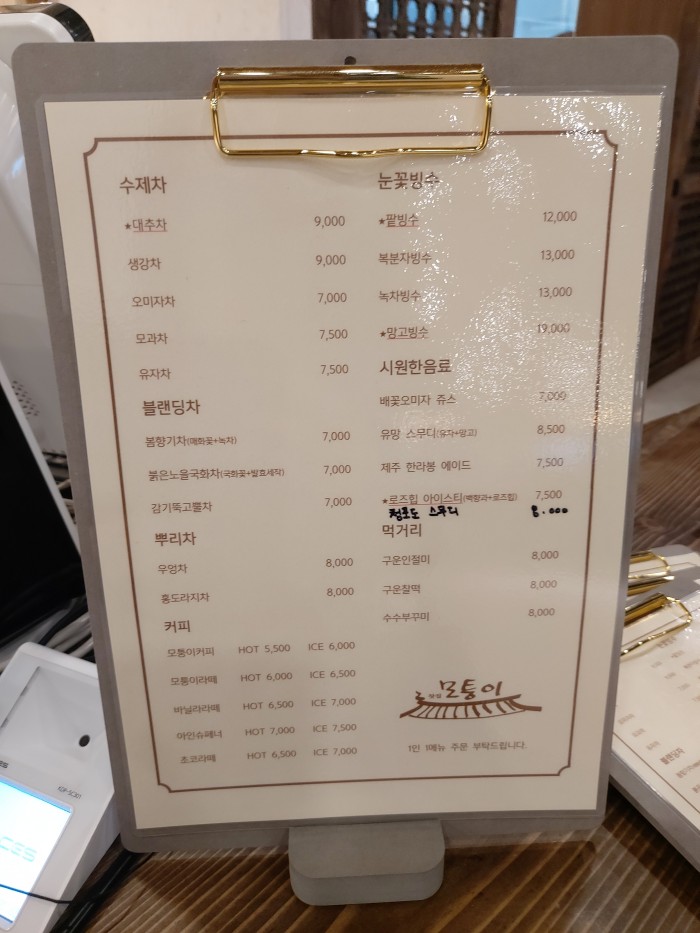 수제차
★대추차 9,000
생강차 9,000
오미자차 7,000
모과차 7,500
유자차 7,500
블랜딩차
봄향기차(매화꽃+녹차) 7,000
붉은노을국화차(국화꽃+발효세작) 7,000
감기뚝고뿔차 7,000
뿌리차
우엉차 8,000
홍도라지차 8,000
커피
모퉁이커피 HOT 5,500 ICE 6,000
모퉁이라떼 HOT 6,000 ICE 6,500
바닐라라떼 HOT 6,500 ICE 7,000
아인슈페너 HOT 7,000 ICE 7,500
초코라떼 HOT 6,500 ICE 7,000
눈꽃빙수
★팥빙수 12,000
복분자빙수 13,000
녹차빙수 13,000
★망고빙수 19,000
시원한음료
배꽃오미자 쥬스 7,000
유망 스무디(유자+망고) 8,500
제주 한라봉 에이드 7,500
★로즈힙 아이스티(백향과+로즈힙) 7,500
청포도 스무디 8.000
먹거리
구운인절미 8,000
구운찰떡 8,000
수수부꾸미 8,000
모퉁이
1인 1메뉴 주문 부탁드립니다.
블랜딩차